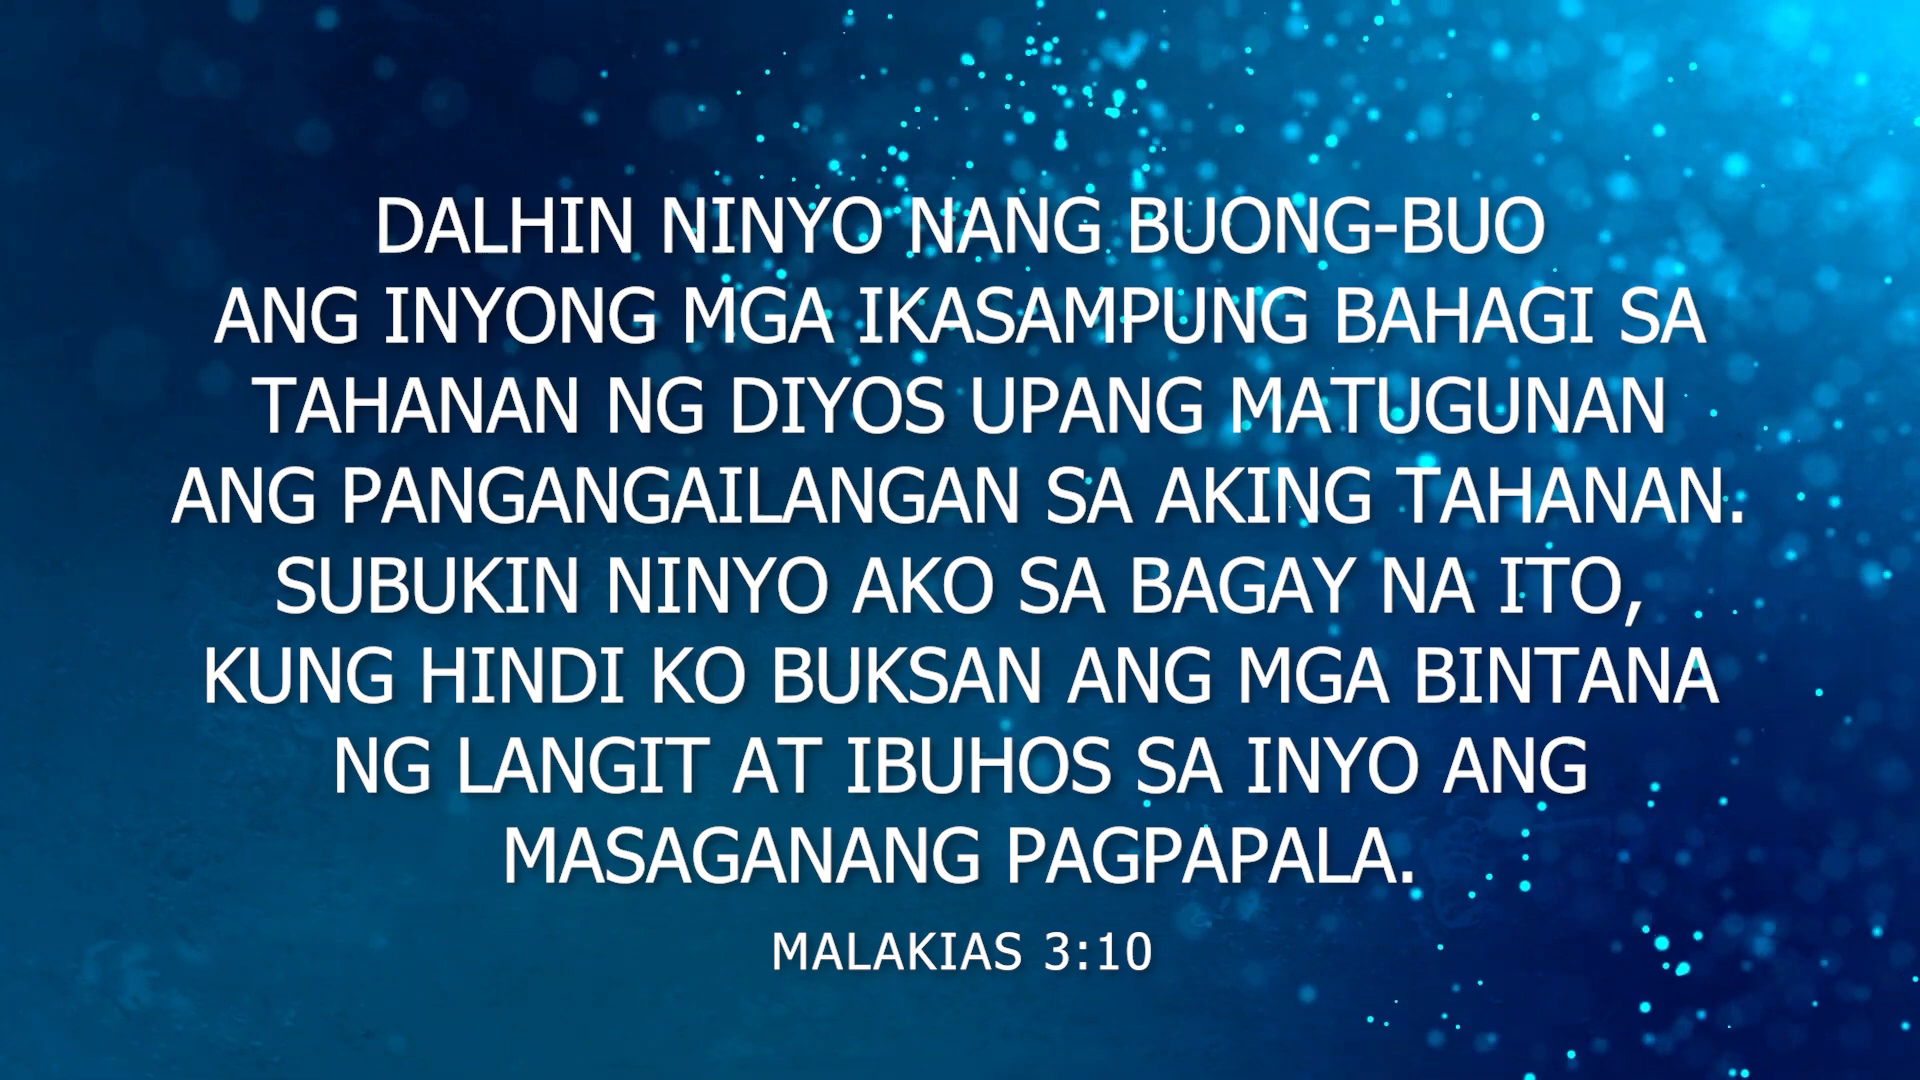 DALHIN NINYO NANG BUONG-BUO
ANG INYONG MGA IKASAMPUNG BAHAGI SA
TAHANAN NG DIYOS UPANG MATUGUNAN
ANG PANGANGAILANGAN SA AKING TAHANAN.
SUBUKIN NINYO AKO SA BAGAY NA ITO,
KUNG HINDI KO BUKSAN ANG MGA BINTANA
NG LANGIT AT IBUHOS SA INYO ANG
MASAGANANG PAGPAPALA.
MALAKIAS 3:10